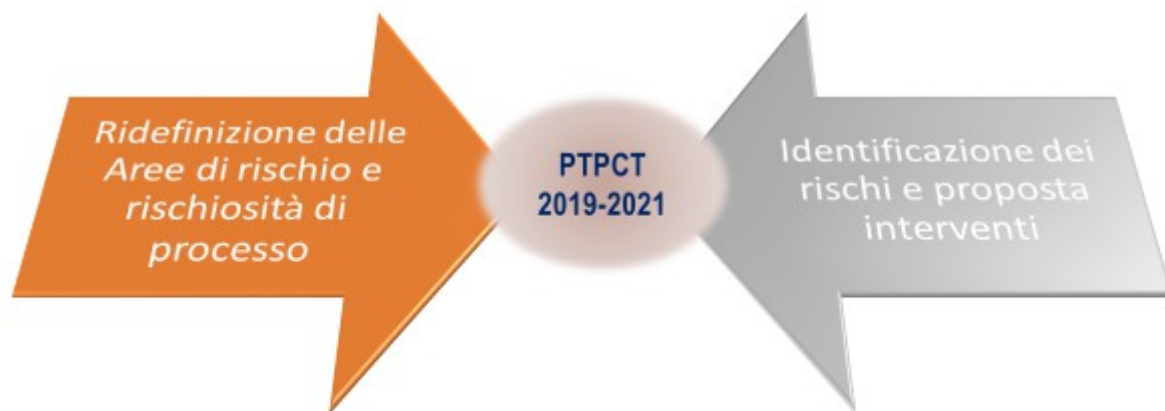 Ridefinizione delle
Aree di rischio e
rischiosità di
processo
PTPCT
2019-2021
Identificazione dei
rischi e proposta
interventi